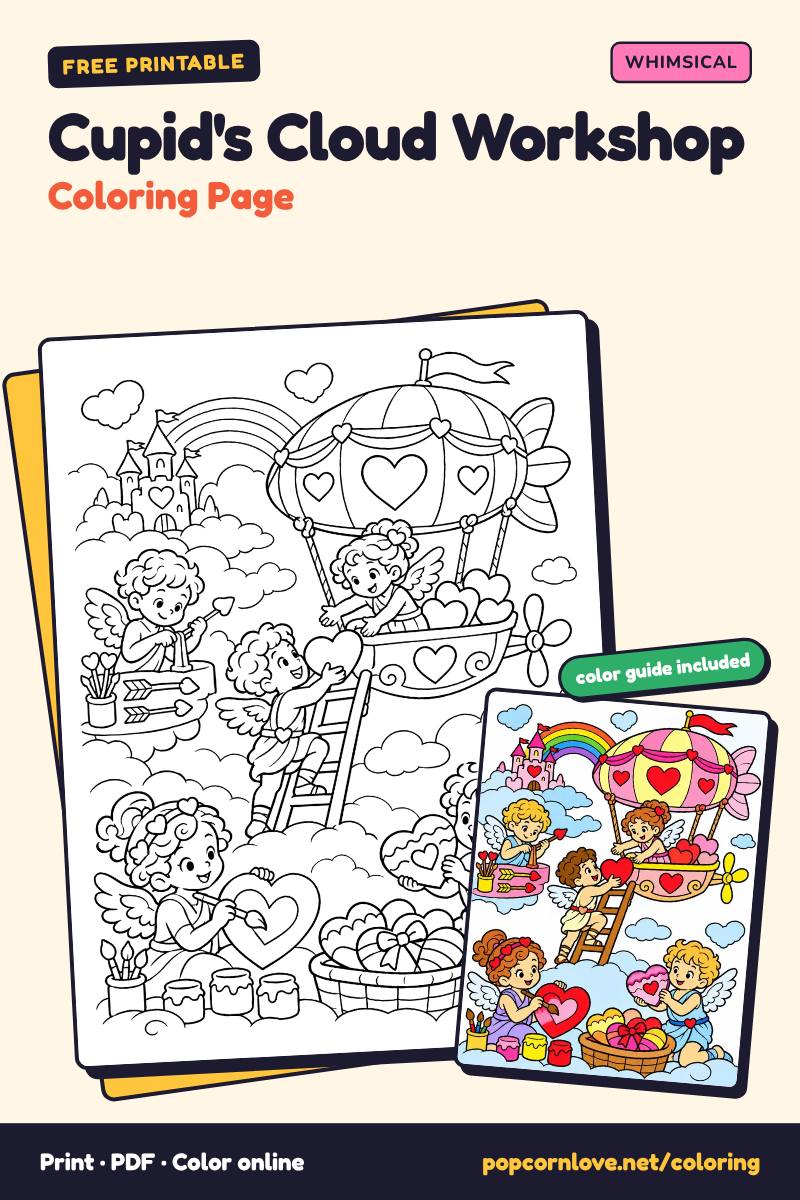 FREE PRINTABLE
WHIMSICAL
Cupid's Cloud Workshop
Coloring Page
color guide included
Print · PDF · Color online
popcornlove.net/coloring